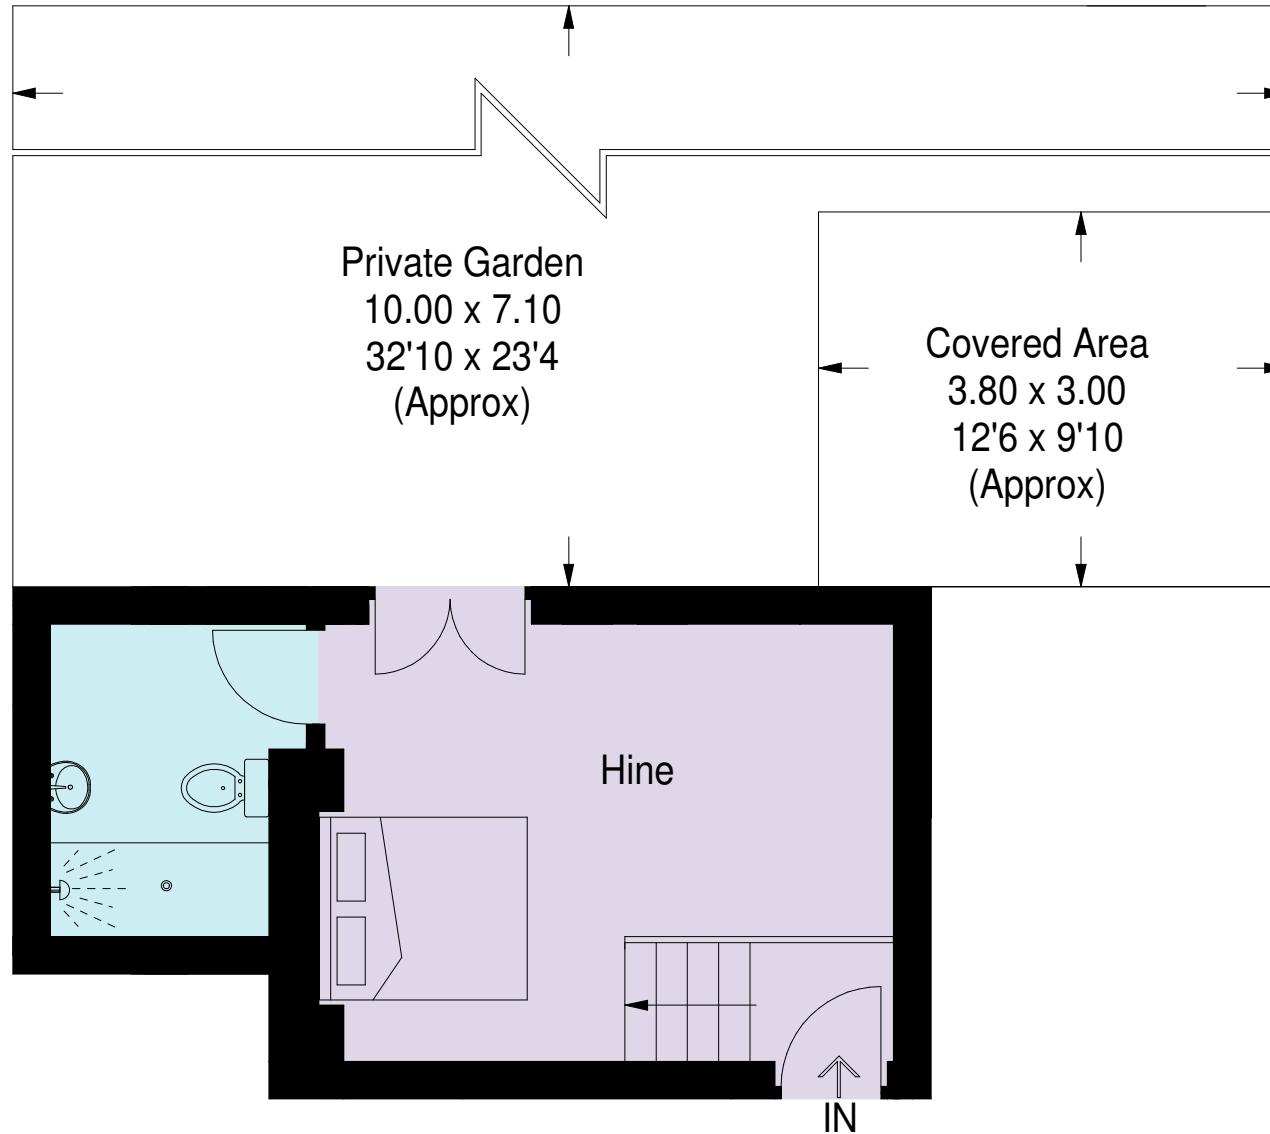 Private Garden
10.00 x 7.10
32'10 x 23'4
(Approx)
Covered Area
3.80 x 3.00
12'6 x 9'10
(Approx)
Hine
IN